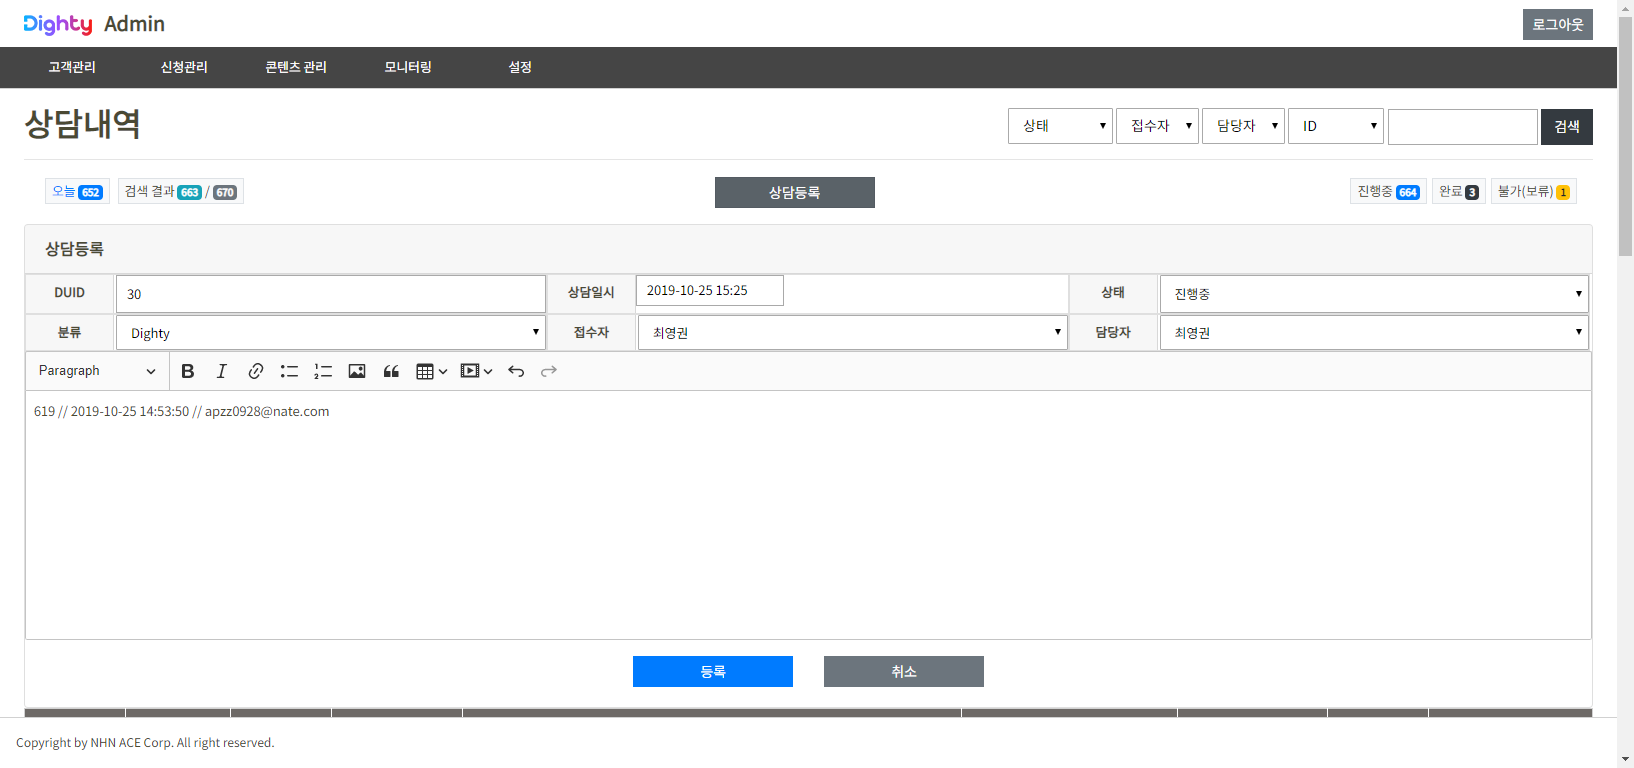 Dighty Admin
로그아웃
고객관리 신청관리 콘텐츠 관리 모니터링 설정
상담내역
상태 접수자 담당자 ID 검색
오늘 652 검색 결과 663 / 670 상담등록 진행중 664 완료 3 불가(보류) 1
상담등록
DUID 30 상담일시 2019-10-25 15:25 상태 진행중
분류 Dighty 접수자 최영권 담당자 최영권
Paragraph
619 // 2019-10-25 14:53:50 // apzz0928@nate.com
등록 취소
Copyright by NHN ACE Corp. All right reserved.